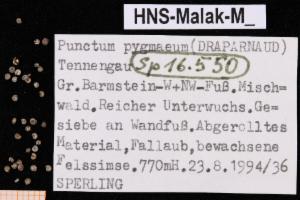 HNS-Malak-M_
Punctum pygmaeum(DRAPARNAUD)
Tennengau Sp 16.550
Gr.Barmstein-W+NW-Fuß.Misch-
wald.Reicher Unterwuchs.Ge-
siebe an Wandfuß.Abgerolltes
Material,Fallaub,bewachsene
Felssimse.770mH.23.8.1994/36
SPERLING